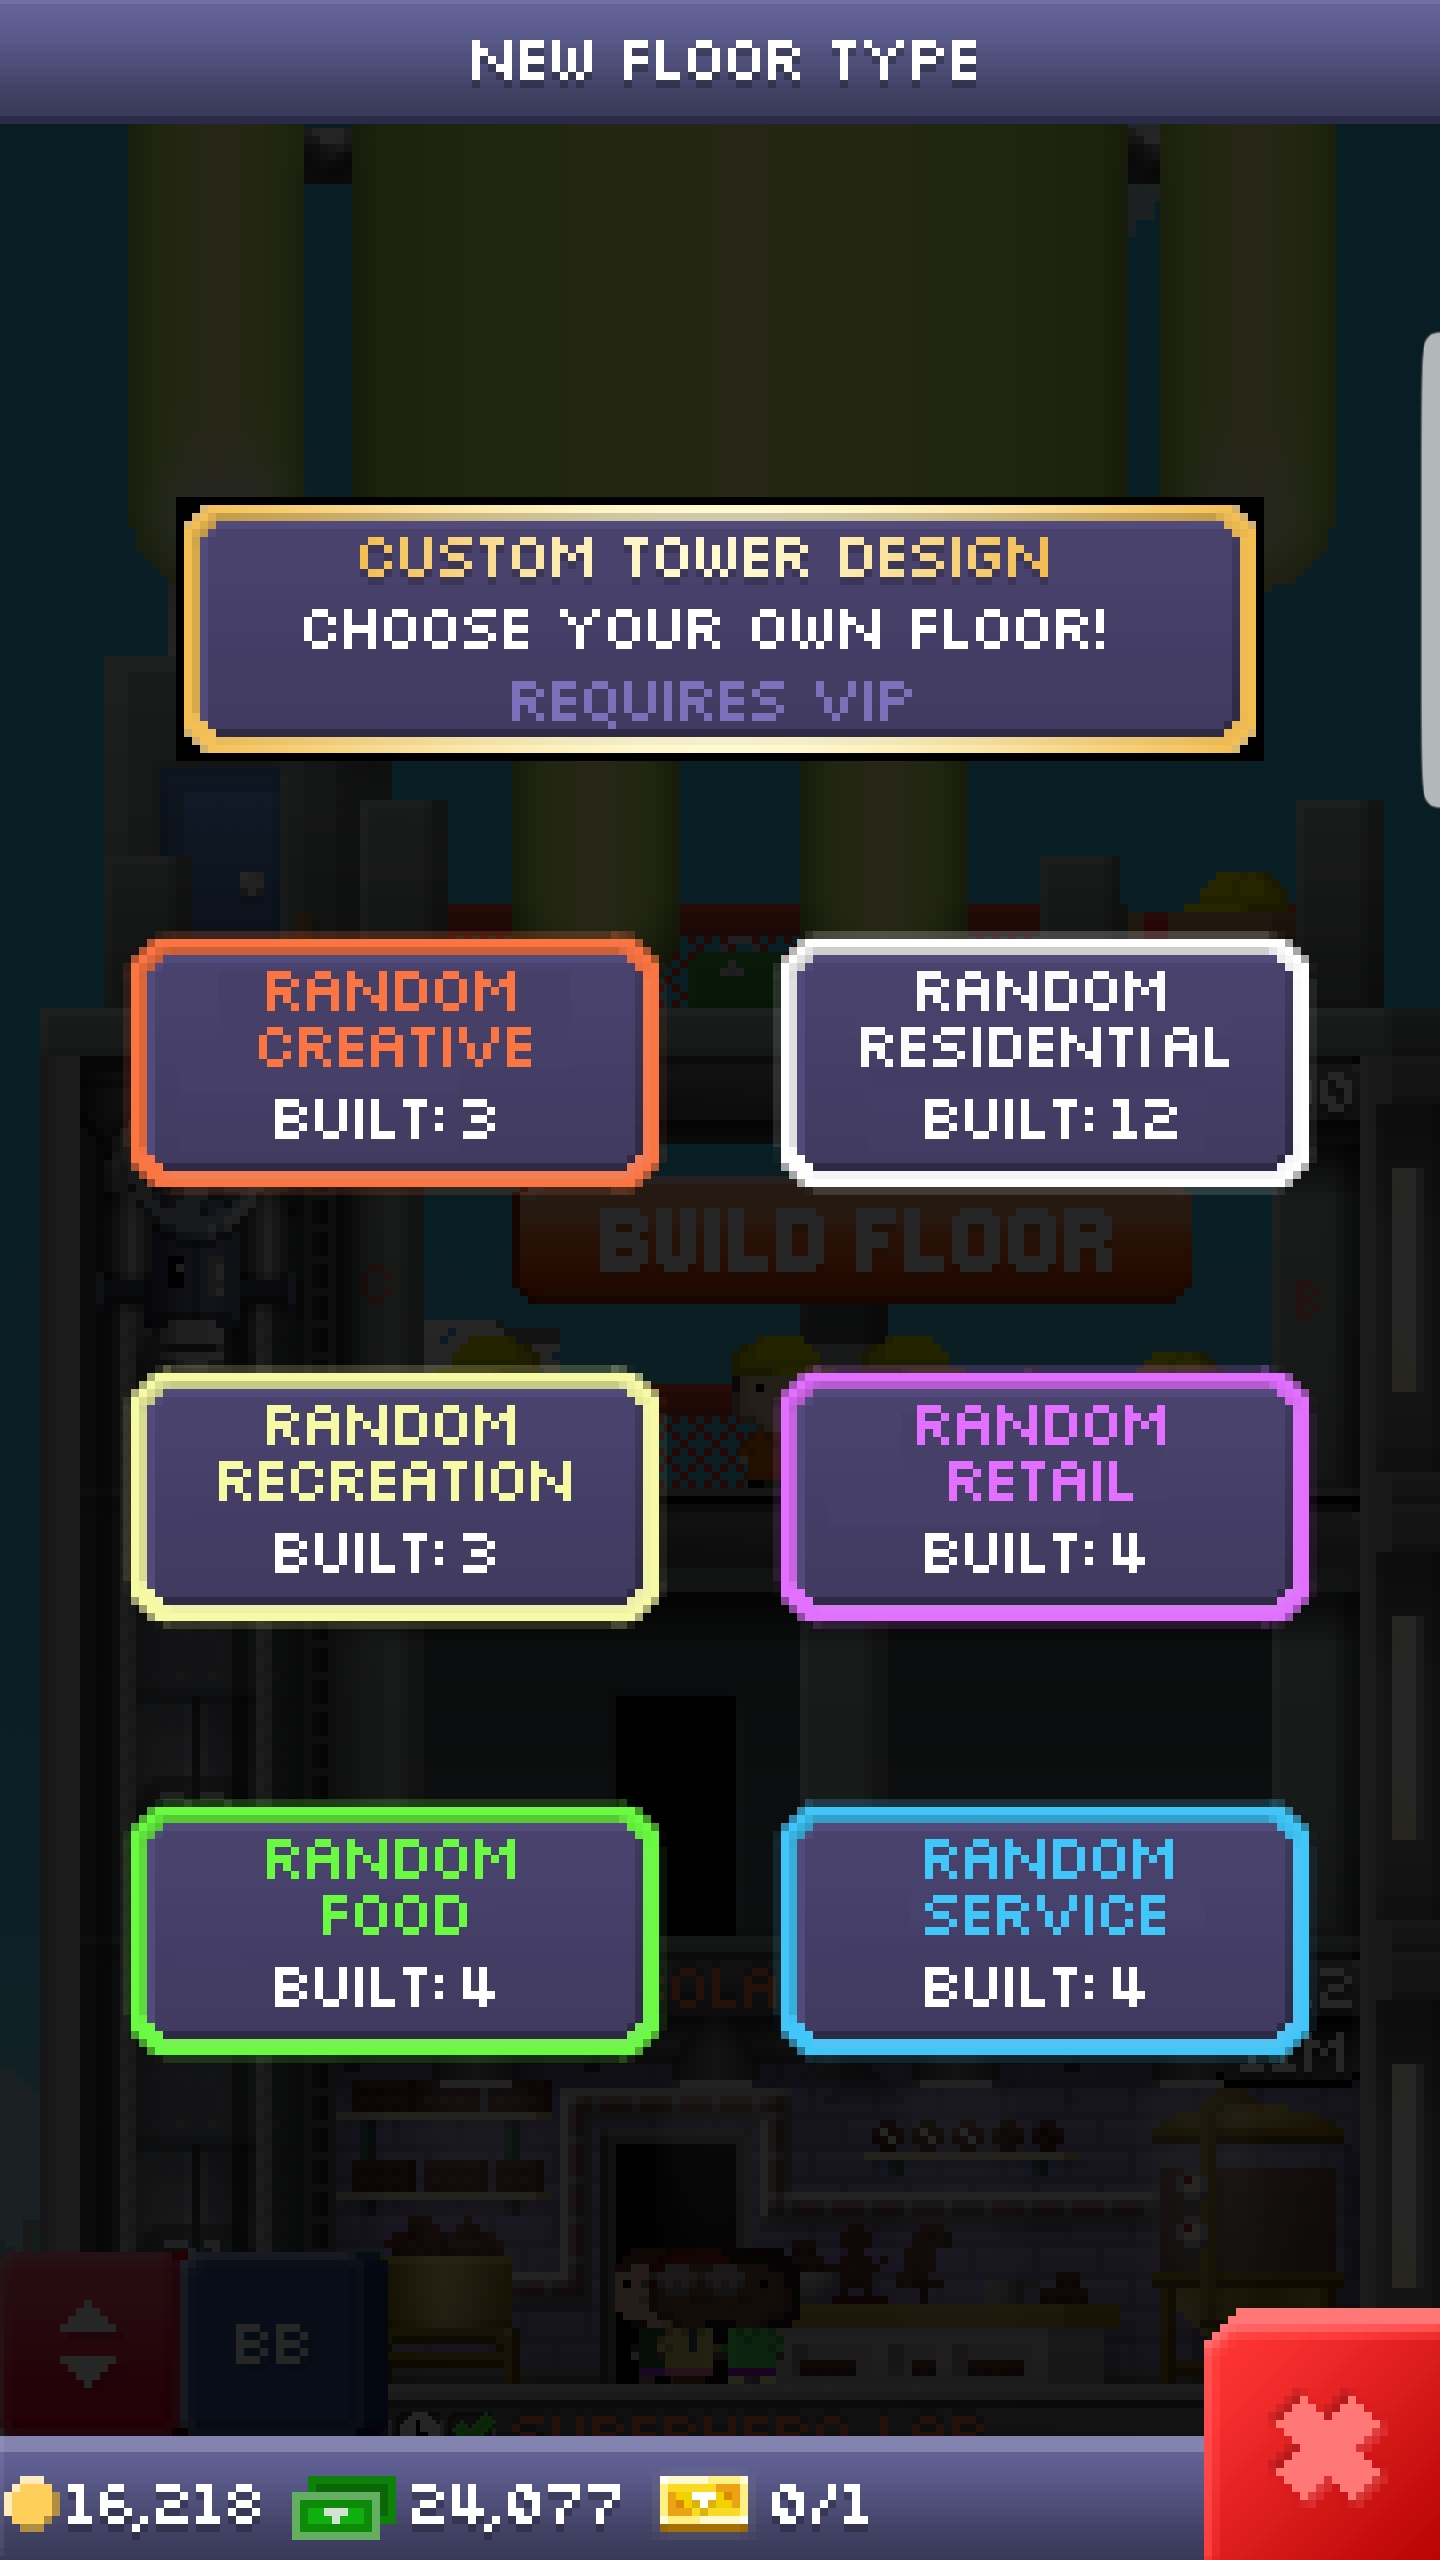 NEW FLOOR TYPE
CUSTOM TOWER DESIGN
CHOOSE YOUR OWN FLOOR!
REQUIRES VIP
RANDOM
CREATIVE
BUILT: 3
RANDOM
RESIDENTIAL
BUILT: 12
BUILD FLOOR
RANDOM
RECREATION
BUILT: 3
RANDOM
RETAIL
BUILT: 4
RANDOM
FOOD
BUILT: 4
RANDOM
SERVICE
BUILT: 4
BB
SUPERHERO LAB
16,218
24,077
0/1